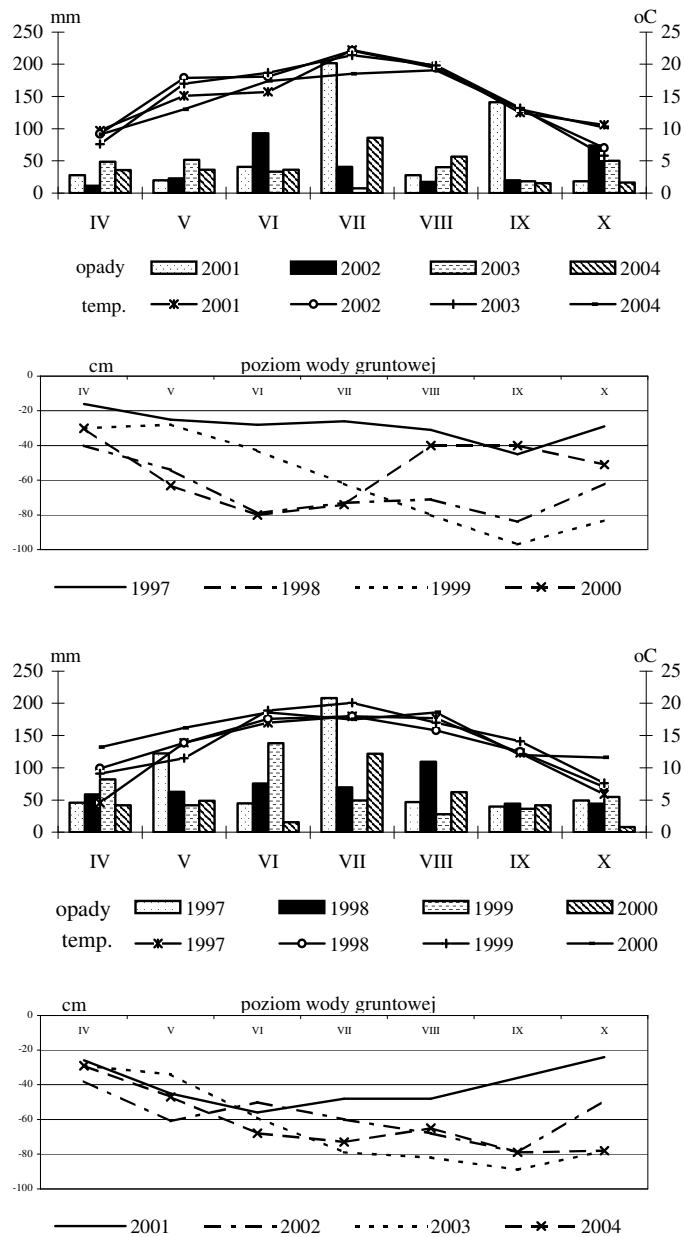 mm oC
250 25
200 20
150 15
100 10
50 5
0 0
IV V VI VII VIII IX X
opady 2001 2002 2003 2004
temp. 2001 2002 2003 2004
cm poziom wody gruntowej
0
IV V VI VII VIII IX X
-20
-40
-60
-80
-100
1997 1998 1999 2000
mm oC
250 25
200 20
150 15
100 10
50 5
0 0
IV V VI VII VIII IX X
opady 1997 1998 1999 2000
temp. 1997 1998 1999 2000
cm poziom wody gruntowej
0
IV V VI VII VIII IX X
-20
-40
-60
-80
-100
2001 2002 2003 2004